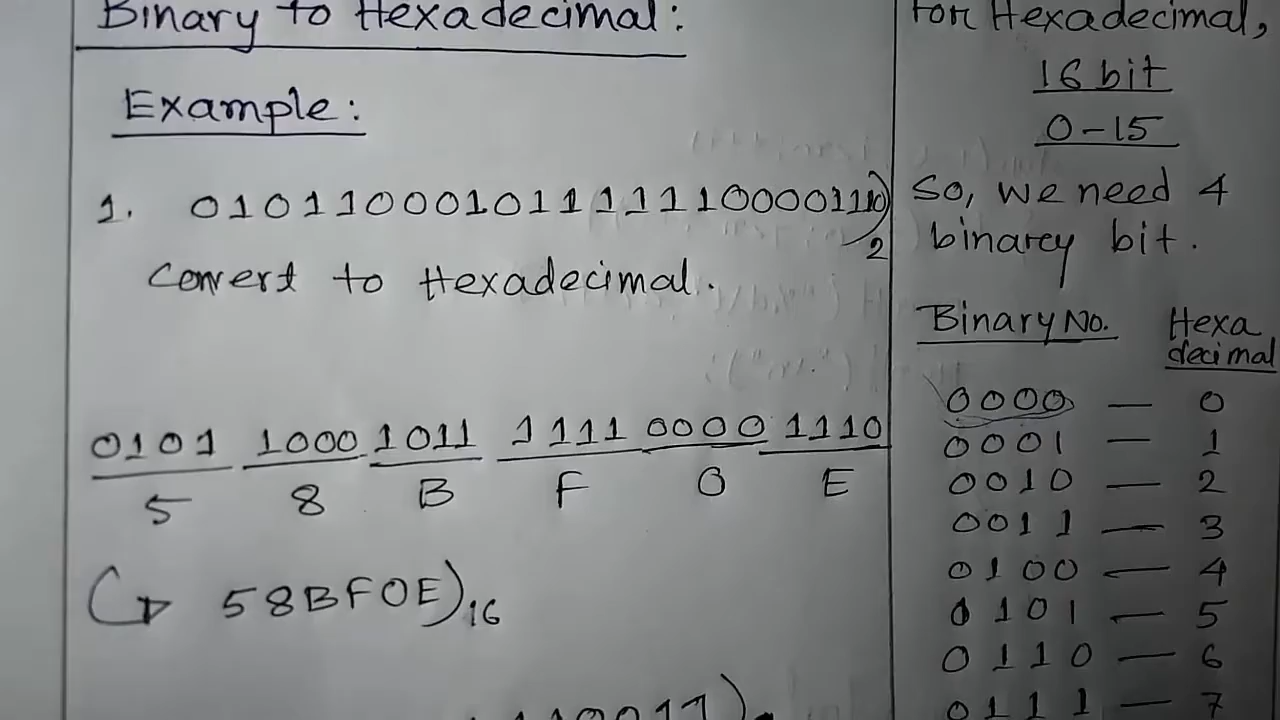 Binary to Hexadecimal:
Example:
1. 010110001011111100001110)2
Convert to Hexadecimal.
0101 1000 1011 1111 0000 1110
5 8 B F 0 E
58BF0E)16
110011)
For Hexadecimal,
16 bit
0-15
So, we need 4
binarey bit.
Binary No. Hexa
decimal
0000 — 0
0001 — 1
0010 — 2
0011 — 3
0100 — 4
0101 — 5
0110 — 6
0111 — 7